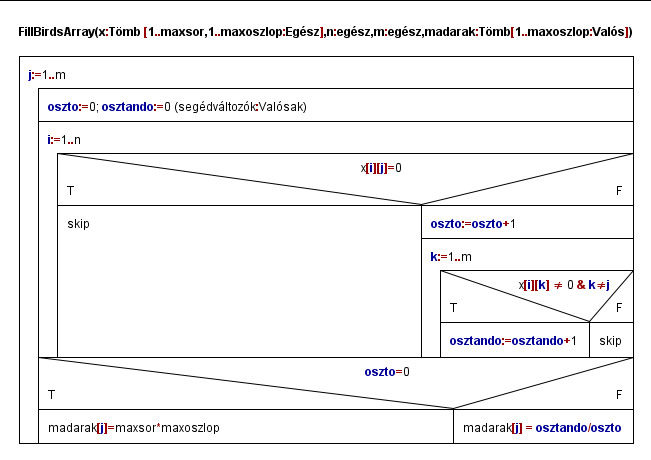 FillBirdsArray(x:Tömb [1..maxsor,1..maxoszlop:Egész],n:egész,m:egész,madarak:Tömb[1..maxoszlop:Valós])
j:=1..m
oszto:=0; osztando:=0 (segédváltozók:Valósak)
i:=1..n
x[i][j]=0
T F
skip oszto:=oszto+1
k:=1..m
x[i][k] ≠ 0 & k≠j
T F
osztando:=osztando+1 skip
oszto=0
T F
madarak[j]=maxsor*maxoszlop madarak[j] = osztando/oszto